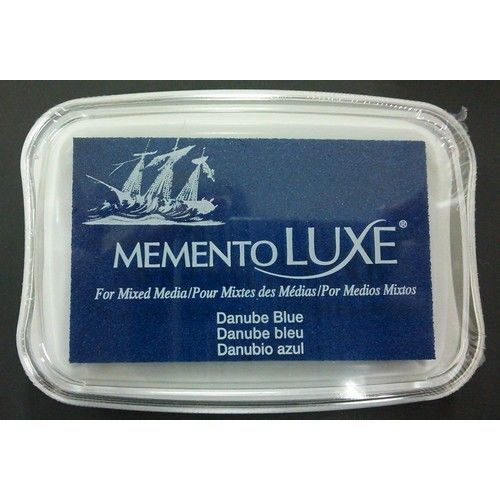 MEMENTO LUXE®
For Mixed Media/Pour Mixtes des Médias/Por Medios Mixtos
Danube Blue
Danube bleu
Danubio azul